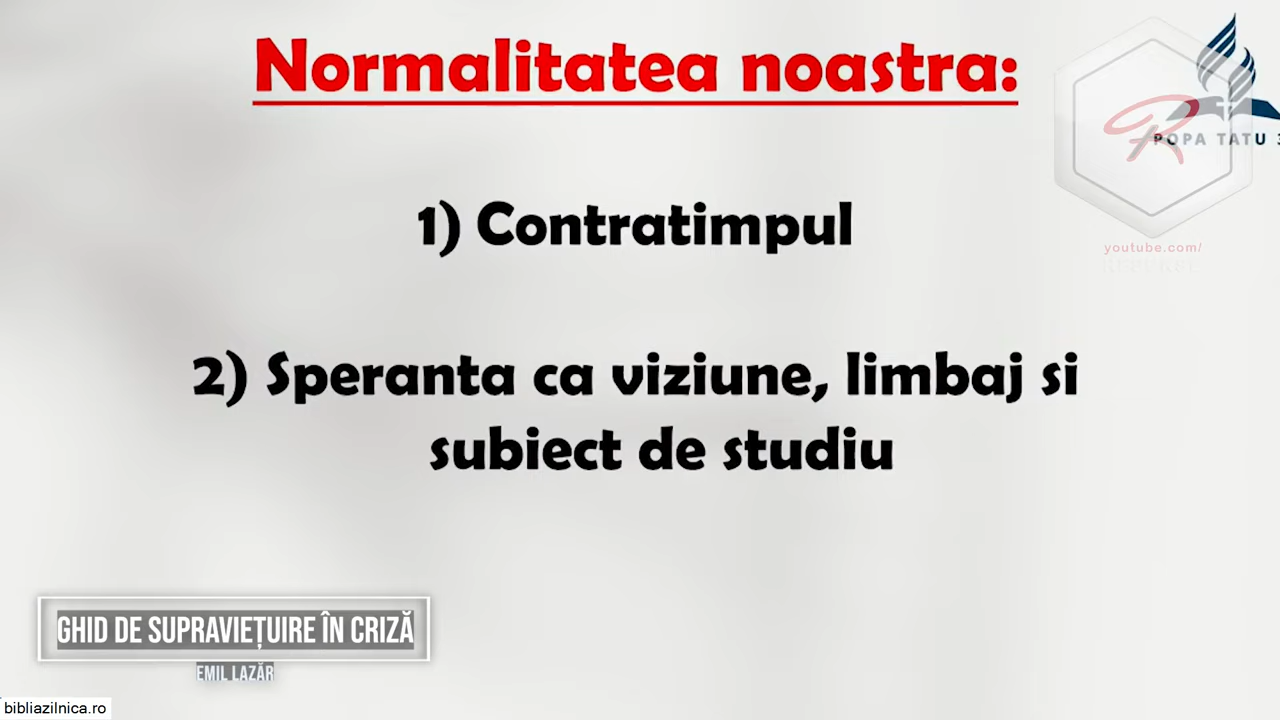 Normalitatea noastra:
POPA TATU
youtube.com/
RESURSE
1) Contratimpul
2) Speranta ca viziune, limbaj si
subiect de studiu
GHID DE SUPRAVIEȚUIRE ÎN CRIZĂ
EMIL LAZĂR
bibliazilnica.ro